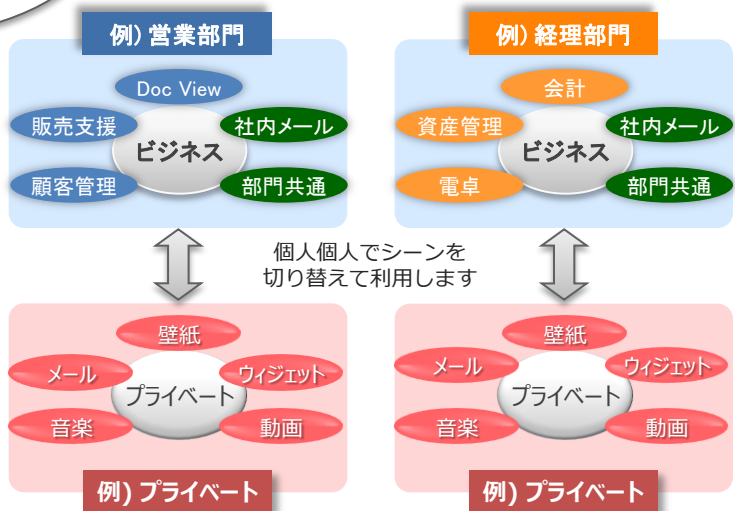 例) 営業部門
Doc View
販売支援
社内メール
ビジネス
顧客管理
部門共通
例) 経理部門
会計
資産管理
社内メール
ビジネス
電卓
部門共通
個人個人でシーンを
切り替えて利用します
壁紙
メール
ウィジェット
プライベート
音楽
動画
例) プライベート
壁紙
メール
ウィジェット
プライベート
音楽
動画
例) プライベート